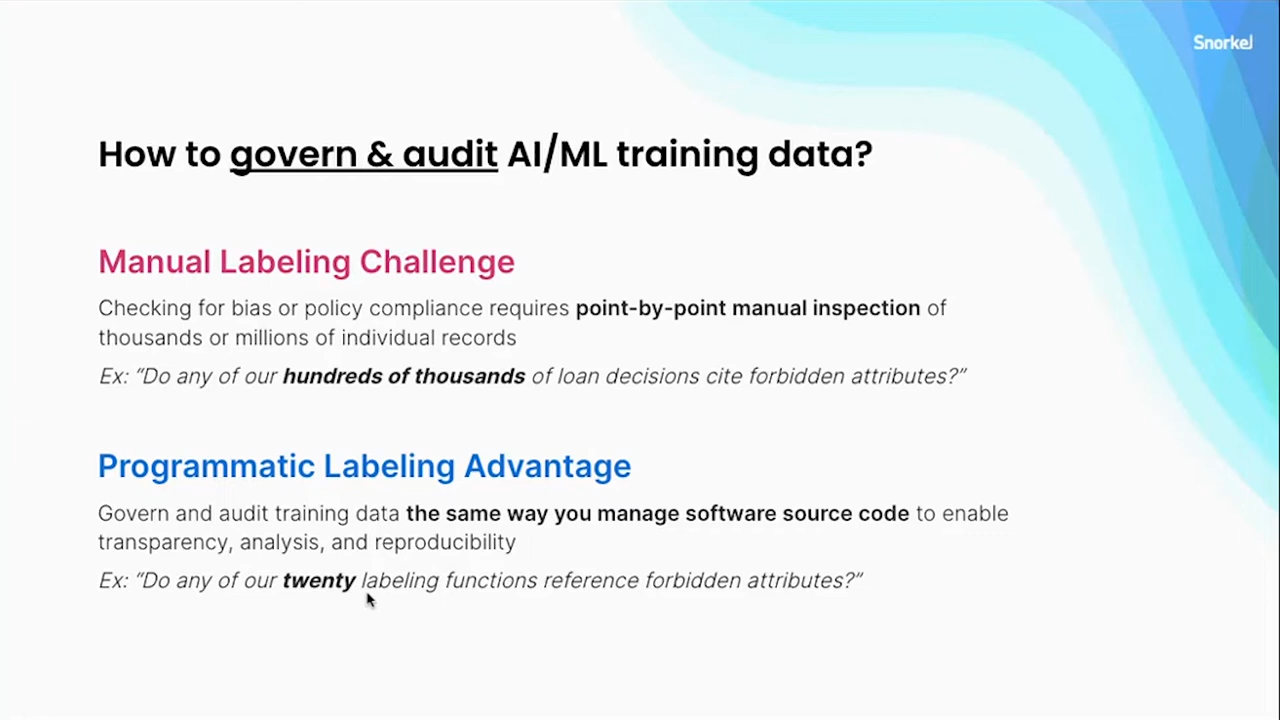 Snorkel
How to govern & audit AI/ML training data?
Manual Labeling Challenge
Checking for bias or policy compliance requires point-by-point manual inspection of
thousands or millions of individual records
Ex: “Do any of our hundreds of thousands of loan decisions cite forbidden attributes?”
Programmatic Labeling Advantage
Govern and audit training data the same way you manage software source code to enable
transparency, analysis, and reproducibility
Ex: “Do any of our twenty labeling functions reference forbidden attributes?”